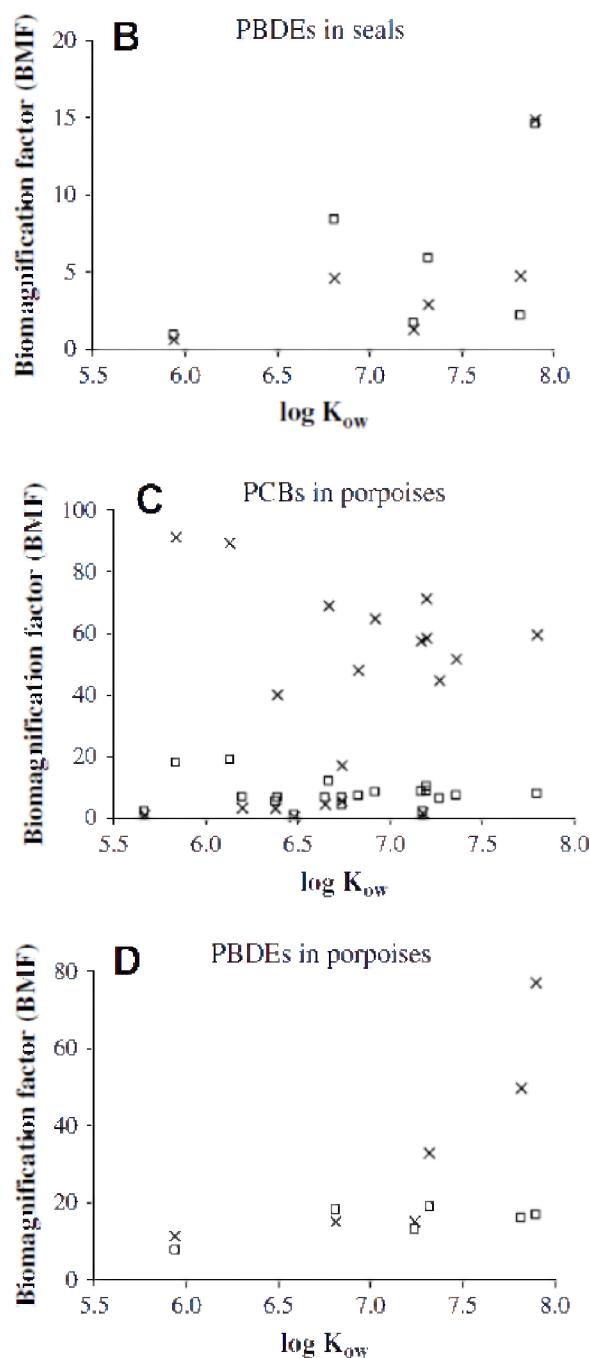 B PBDEs in seals
Biomagnification factor (BMF)
20
15
10
5
0
5.5 6.0 6.5 7.0 7.5 8.0
log Kow
C PCBs in porpoises
Biomagnification factor (BMF)
100
80
60
40
20
0
5.5 6.0 6.5 7.0 7.5 8.0
log Kow
D PBDEs in porpoises
Biomagnification factor (BMF)
80
60
40
20
0
5.5 6.0 6.5 7.0 7.5 8.0
log Kow